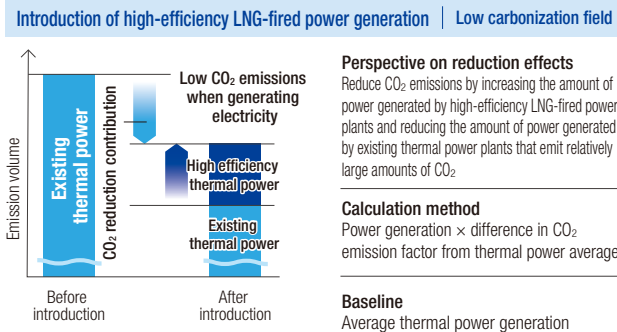 Introduction of high-efficiency LNG-fired power generation | Low carbonization field
Emission volume
Existing
thermal power
CO₂ reduction contribution
Low CO₂ emissions
when generating
electricity
High efficiency
thermal power
Existing
thermal power
Before
introduction
After
introduction
Perspective on reduction effects
Reduce CO₂ emissions by increasing the amount of
power generated by high-efficiency LNG-fired power
plants and reducing the amount of power generated
by existing thermal power plants that emit relatively
large amounts of CO₂
Calculation method
Power generation × difference in CO₂
emission factor from thermal power average
Baseline
Average thermal power generation